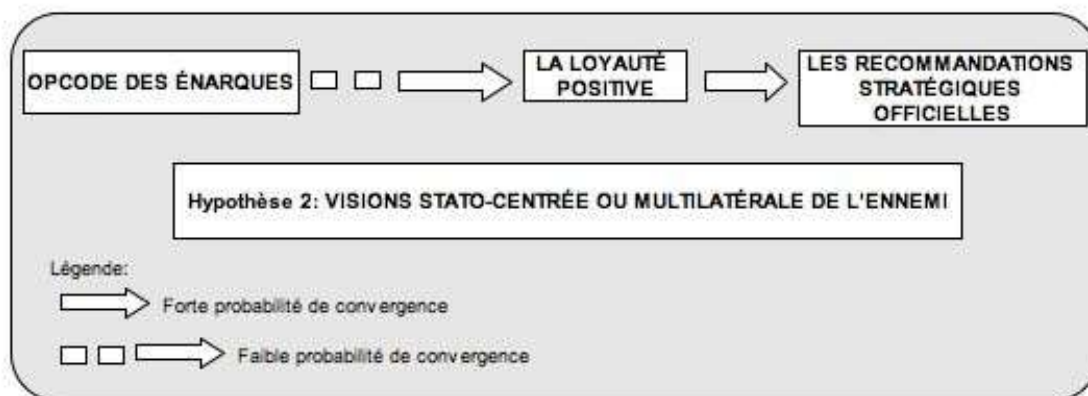 OPCODE DES ÉNARQUES
LA LOYAUTÉ
POSITIVE
LES RECOMMANDATIONS
STRATÉGIQUES
OFFICIELLES
Hypothèse 2: VISIONS STATO-CENTRÉE OU MULTILATÉRALE DE L'ENNEMI
Légende:
Forte probabilité de convergence
Faible probabilité de convergence